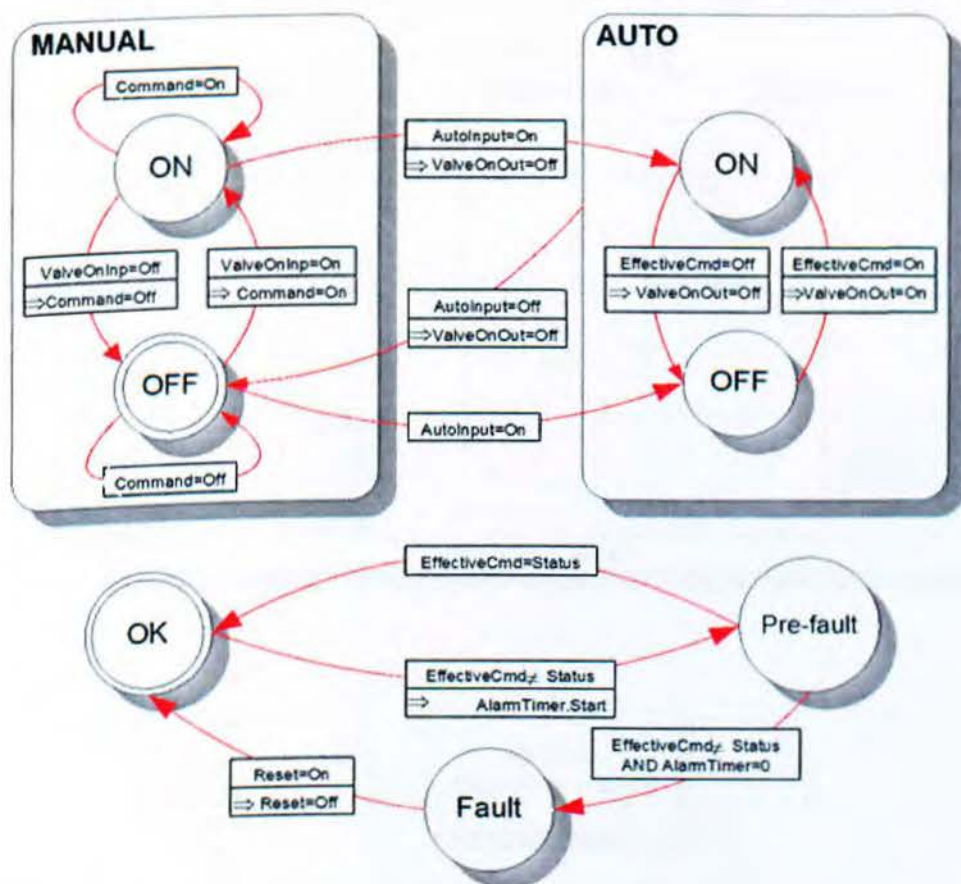 MANUAL
AUTO
Command=On
ON
AutoInput=On
⇒ ValveOnOut=Off
ON
ValveOnInp=Off
⇒Command=Off
ValveOnInp=On
⇒ Command=On
EffectiveCmd=Off
⇒ ValveOnOut=Off
EffectiveCmd=On
⇒ValveOnOut=On
AutoInput=Off
⇒ValveOnOut=Off
OFF
OFF
AutoInput=On
Command=Off
EffectiveCmd=Status
OK
Pre-fault
EffectiveCmd≠ Status
⇒ AlarmTimer.Start
EffectiveCmd≠ Status
AND AlarmTimer=0
Reset=On
⇒ Reset=Off
Fault